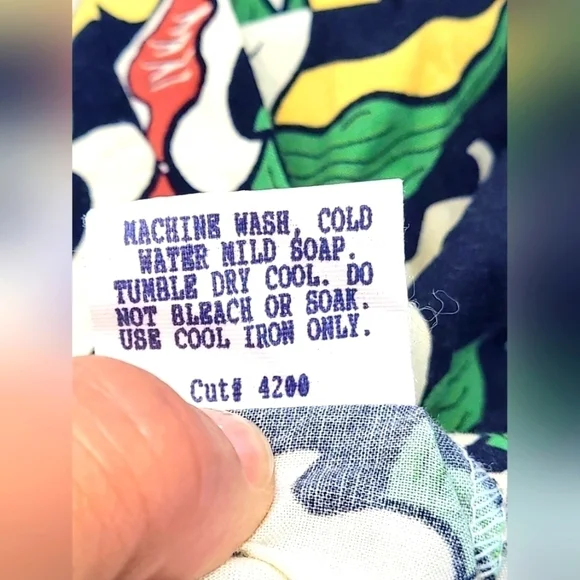 MACHINE WASH, COLD
WATER MILD SOAP.
TUMBLE DRY COOL. DO
NOT BLEACH OR SOAK.
USE COOL IRON ONLY.
Cut# 4200